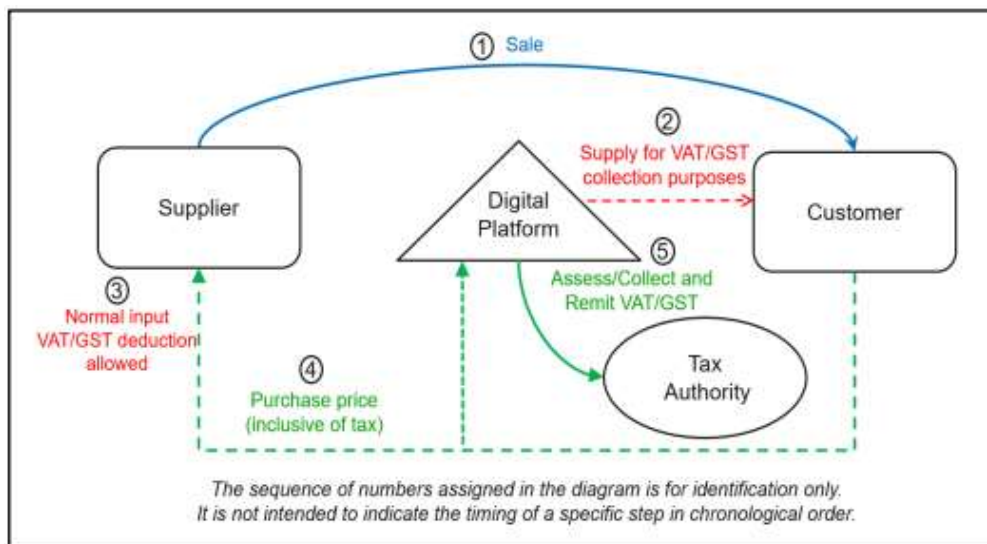 ① Sale
②
Supply for VAT/GST
collection purposes
Supplier
Digital
Platform
Customer
③
Normal input
VAT/GST deduction
allowed
⑤
Assess/Collect and
Remit VAT/GST
④
Purchase price
(inclusive of tax)
Tax
Authority
The sequence of numbers assigned in the diagram is for identification only.
It is not intended to indicate the timing of a specific step in chronological order.